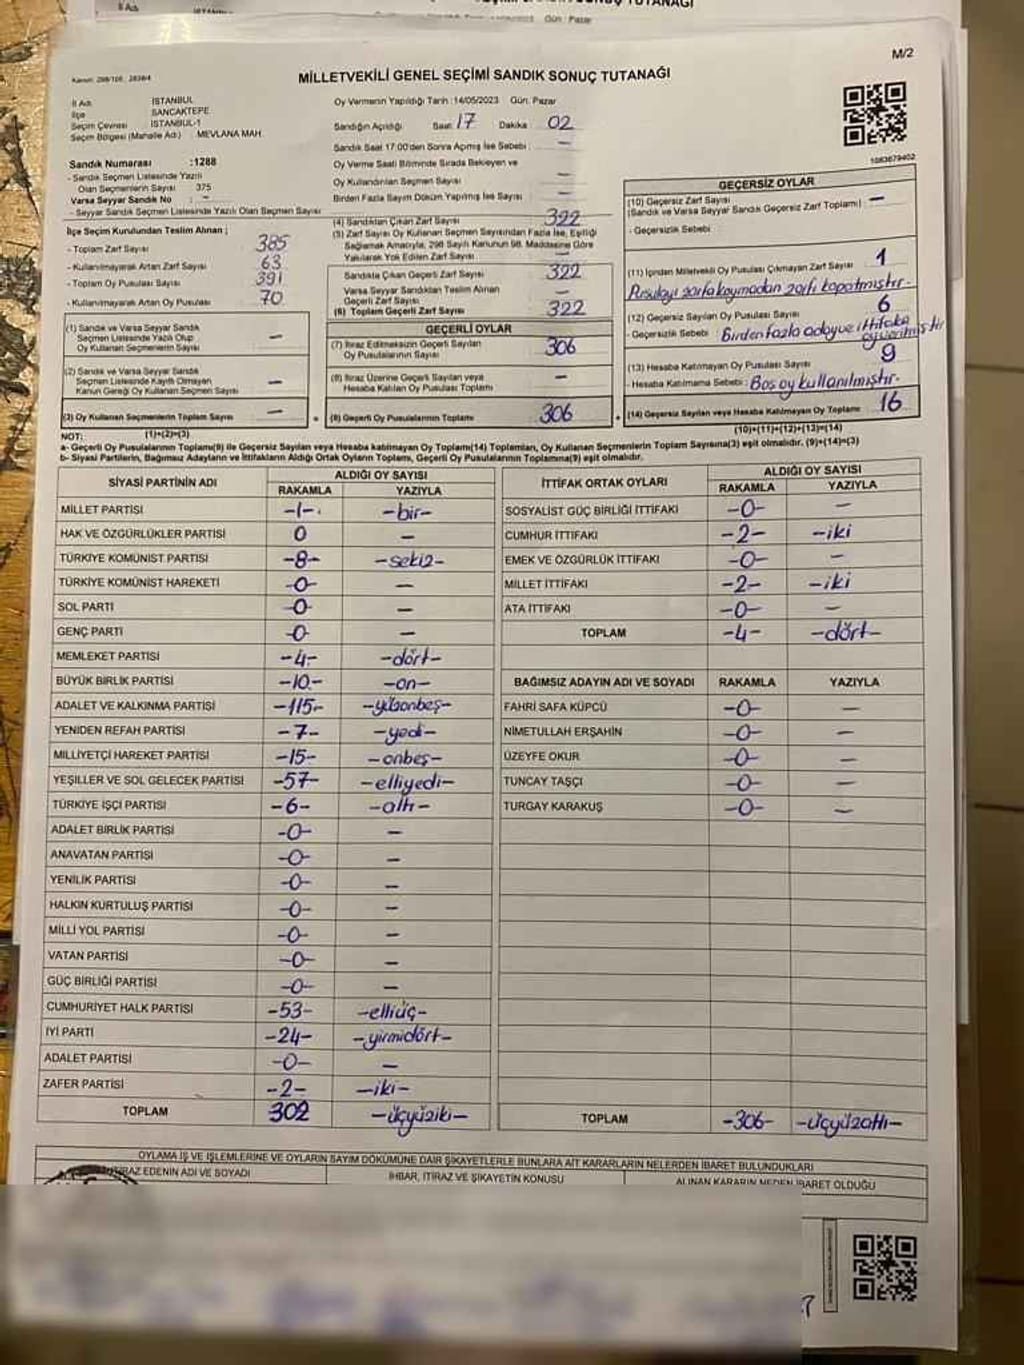 M/2
Kanun: 298/105, 2839/4
MİLLETVEKİLİ GENEL SEÇİMİ SANDIK SONUÇ TUTANAĞI
İl Adı İSTANBUL
İlçe SANCAKTEPE
Seçim Çevresi İSTANBUL-1
Seçim Bölgesi (Mahalle Adı) MEVLANA MAH.
Oy Vermenin Yapıldığı Tarih :14/05/2023 Gün: Pazar
Sandığın Açıldığı Saat 17 Dakika 02
Sandık Saat 17:00'den Sonra Açmış İse Sebebi : —
Oy Verme Saati Bitiminde Sırada Bekleyen ve
Oy Kullandırılan Seçmen Sayısı —
Birden Fazla Sayım Döküm Yapılmış İse Sayısı —
1083679402
Sandık Numarası :1288
- Sandık Seçmen Listesinde Yazılı
Olan Seçmenlerin Sayısı 375
Varsa Seyyar Sandık No : —
- Seyyar Sandık Seçmen Listesinde Yazılı Olan Seçmen Sayısı
İlçe Seçim Kurulundan Teslim Alınan ;
- Toplam Zarf Sayısı 385
- Kullanılmayarak Artan Zarf Sayısı 63
- Toplam Oy Pusulası Sayısı 391
- Kullanılmayarak Artan Oy Pusulası 70
(1) Sandık ve Varsa Seyyar Sandık
Seçmen Listesinde Yazılı Olup
Oy Kullanan Seçmenlerin Sayısı —
(2) Sandık ve Varsa Seyyar Sandık
Seçmen Listesinde Kayıtlı Olmayan
Kanun Gereği Oy Kullanan Seçmen Sayısı —
(3) Oy Kullanan Seçmenlerin Toplam Sayısı —
(1)+(2)=(3)
(4) Sandıktan Çıkan Zarf Sayısı 322
(5) Zarf Sayısı Oy Kullanan Seçmen Sayısından Fazla İse, Eşitliği
Sağlamak Amacıyla, 298 Sayılı Kanunun 98. Maddesine Göre
Yakılarak Yok Edilen Zarf Sayısı —
Sandıkta Çıkan Geçerli Zarf Sayısı 322
Varsa Seyyar Sandıktan Teslim Alınan
Geçerli Zarf Sayısı —
(6) Toplam Geçerli Zarf Sayısı 322
GEÇERLİ OYLAR
(7) İtiraz Edilmeksizin Geçerli Sayılan
Oy Pusulalarının Sayısı 306
(8) İtiraz Üzerine Geçerli Sayılan veya
Hesaba Katılan Oy Pusulaları Toplamı —
(9) Geçerli Oy Pusulalarının Toplamı 306
GEÇERSİZ OYLAR
(10) Geçersiz Zarf Sayısı
(Sandık ve Varsa Seyyar Sandık Geçersiz Zarf Toplamı) —
- Geçersizlik Sebebi
(11) İçinden Milletvekili Oy Pusulası Çıkmayan Zarf Sayısı 1
Pusulayı zarfa koymadan zarfı kapatmıştır.
(12) Geçersiz Sayılan Oy Pusulası Sayısı 6
- Geçersizlik Sebebi : Birden fazla adaya ve ittifaka
oy verilmiştir
(13) Hesaba Katılmayan Oy Pusulası Sayısı 9
Hesaba Katılmama Sebebi : Boş oy kullanılmıştır.
(14) Geçersiz Sayılan veya Hesaba Katılmayan Oy Toplamı 16
(10)+(11)+(12)+(13)=(14)
NOT:
a- Geçerli Oy Pusulalarının Toplamı(9) ile Geçersiz Sayılan veya Hesaba katılmayan Oy Toplamı(14) Toplamları, Oy Kullanan Seçmenlerin Toplam Sayısına(3) eşit olmalıdır. (9)+(14)=(3)
b- Siyasi Partilerin, Bağımsız Adayların ve İttifakların Aldığı Ortak Oyların Toplamı, Geçerli Oy Pusulalarının Toplamına(9) eşit olmalıdır.
SİYASİ PARTİNİN ADI ALDIĞI OY SAYISI
RAKAMLA YAZIYLA
MİLLET PARTİSİ -1- -bir-
HAK VE ÖZGÜRLÜKLER PARTİSİ 0 —
TÜRKİYE KOMÜNİST PARTİSİ -8- -sekiz-
TÜRKİYE KOMÜNİST HAREKETİ -0- —
SOL PARTİ -0- —
GENÇ PARTİ -0- —
MEMLEKET PARTİSİ -4- -dört-
BÜYÜK BİRLİK PARTİSİ -10- -on-
ADALET VE KALKINMA PARTİSİ -115- -yüzonbeş-
YENİDEN REFAH PARTİSİ -7- -yedi-
MİLLİYETÇİ HAREKET PARTİSİ -15- -onbeş-
YEŞİLLER VE SOL GELECEK PARTİSİ -57- -elliyedi-
TÜRKİYE İŞÇİ PARTİSİ -6- -altı-
ADALET BİRLİK PARTİSİ -0- —
ANAVATAN PARTİSİ -0- —
YENİLİK PARTİSİ -0- —
HALKIN KURTULUŞ PARTİSİ -0- —
MİLLİ YOL PARTİSİ -0- —
VATAN PARTİSİ -0- —
GÜÇ BİRLİĞİ PARTİSİ -0- —
CUMHURİYET HALK PARTİSİ -53- -elliüç-
İYİ PARTİ -24- -yirmidört-
ADALET PARTİSİ -0- —
ZAFER PARTİSİ -2- -iki-
TOPLAM 302 -üçyüziki-
İTTİFAK ORTAK OYLARI ALDIĞI OY SAYISI
RAKAMLA YAZIYLA
SOSYALİST GÜÇ BİRLİĞİ İTTİFAKI -0- —
CUMHUR İTTİFAKI -2- -iki
EMEK VE ÖZGÜRLÜK İTTİFAKI -0- —
MİLLET İTTİFAKI -2- -iki
ATA İTTİFAKI -0- —
TOPLAM -4- -dört-
BAĞIMSIZ ADAYIN ADI VE SOYADI RAKAMLA YAZIYLA
FAHRİ SAFA KÜPCÜ -0- —
NİMETULLAH ERŞAHİN -0- —
ÜZEYFE OKUR -0- —
TUNCAY TAŞÇI -0- —
TURGAY KARAKUŞ -0- —
TOPLAM -306- -üçyüzaltı-
OYLAMA İŞ VE İŞLEMLERİNE VE OYLARIN SAYIM DÖKÜMÜNE DAİR ŞİKAYETLERLE BUNLARA AİT KARARLARIN NELERDEN İBARET BULUNDUKLARI
İTİRAZ EDENİN ADI VE SOYADI İHBAR, İTİRAZ VE ŞİKAYETİN KONUSU ALINAN KARARIN NEDEN İBARET OLDUĞU